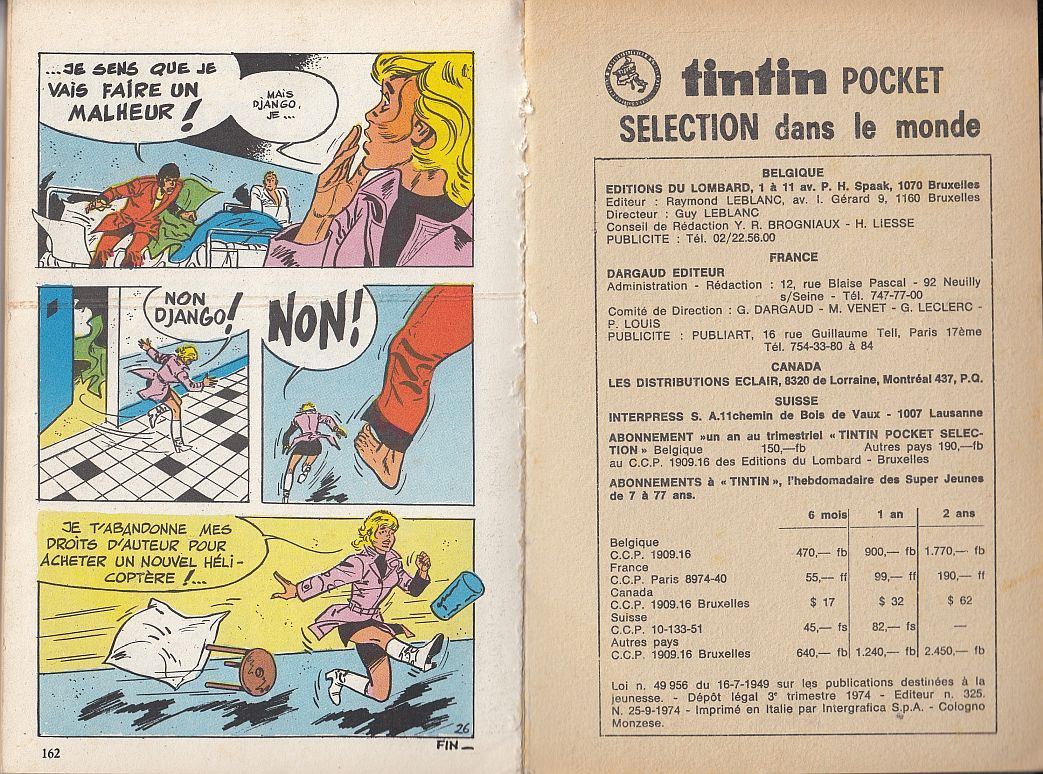 ...JE SENS QUE JE
VAIS FAIRE UN
MALHEUR !
MAIS
DJANGO,
JE ...
NON
DJANGO!
NON!
JE T'ABANDONNE MES
DROITS D'AUTEUR POUR
ACHETER UN NOUVEL HÉLI-
COPTÈRE !...
26
FIN_
162
tintin POCKET
SELECTION dans le monde
BELGIQUE
EDITIONS DU LOMBARD, 1 à 11 av. P. H. Spaak, 1070 Bruxelles
Editeur : Raymond LEBLANC, av. I. Gérard 9, 1160 Bruxelles
Directeur : Guy LEBLANC
Conseil de Rédaction Y. R. BROGNIAUX - H. LIESSE
PUBLICITE : Tél. 02/22.56.00
FRANCE
DARGAUD EDITEUR
Administration - Rédaction : 12, rue Blaise Pascal - 92 Neuilly
s/Seine - Tél. 747-77-00
Comité de Direction : G. DARGAUD - M. VENET - G. LECLERC -
P. LOUIS
PUBLICITE : PUBLIART, 16 rue Guillaume Tell, Paris 17ème
Tél. 754-33-80 à 84
CANADA
LES DISTRIBUTIONS ECLAIR, 8320 de Lorraine, Montréal 437, P.Q.
SUISSE
INTERPRESS S. A.11chemin de Bois de Vaux - 1007 Lausanne
ABONNEMENT »un an au trimestriel « TINTIN POCKET SELEC-
TION » Belgique 150,—fb Autres pays 190,—fb
au C.C.P. 1909.16 des Editions du Lombard - Bruxelles
ABONNEMENTS à « TINTIN », l'hebdomadaire des Super Jeunes
de 7 à 77 ans.
6 mois 1 an 2 ans
Belgique
C.C.P. 1909.16 470,— fb 900,— fb 1.770,— fb
France
C.C.P. Paris 8974-40 55,— ff 99,— ff 190,— ff
Canada
C.C.P. 1909.16 Bruxelles $ 17 $ 32 $ 62
Suisse
C.C.P. 10-133-51 45,— fs 82,— fs —
Autres pays
C.C.P. 1909.16 Bruxelles 640,— fb 1.240,— fb 2.450,— fb
Loi n. 49 956 du 16-7-1949 sur les publications destinées à la
jeunesse. - Dépôt légal 3e trimestre 1974 - Editeur n. 325.
N. 25-9-1974 - Imprimé en Italie par Intergrafica S.p.A. - Cologno
Monzese.